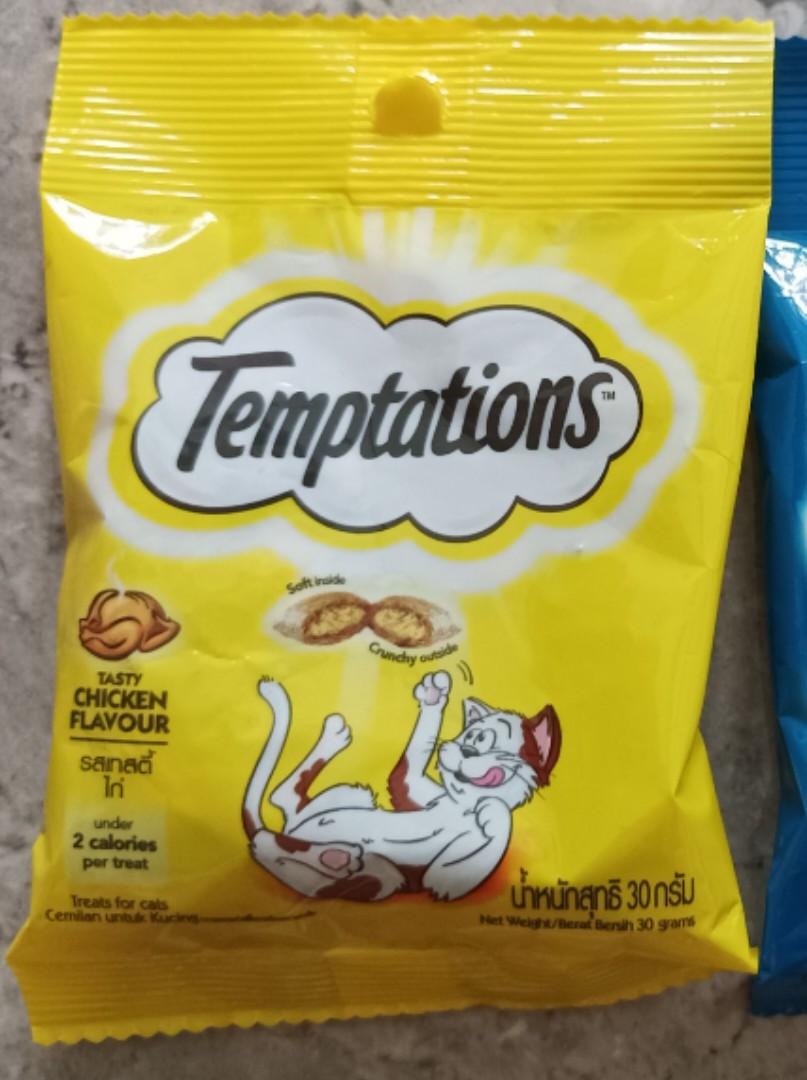 Temptations™
Soft inside
Crunchy outside
TASTY
CHICKEN
FLAVOUR
รสเทสตี้
ไก่
under
2 calories
per treat
Treats for cats
Cemilan untuk Kucing
น้ำหนักสุทธิ 30 กรัม
Net Weight/Berat Bersih 30 grams